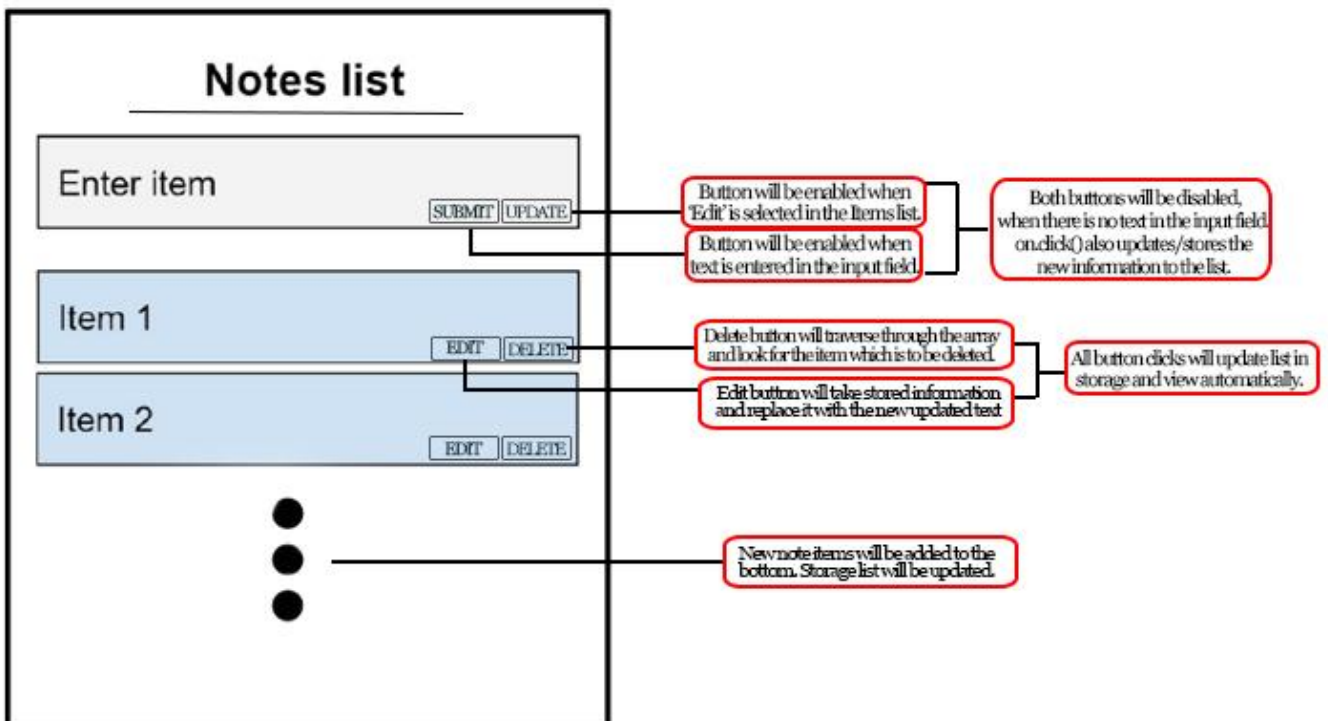 Notes list
Enter item
SUBMIT UPDATE
Button will be enabled when
'Edit' is selected in the Items list.
Button will be enabled when
text is entered in the input field.
Both buttons will be disabled,
when there is no text in the input field.
on.click() also updates/stores the
new information to the list.
Item 1
EDIT DELETE
Delete button will traverse through the array
and look for the item which is to be deleted.
Edit button will take stored information
and replace it with the new updated text
All button clicks will update list in
storage and view automatically.
Item 2
EDIT DELETE
New note items will be added to the
bottom. Storage list will be updated.